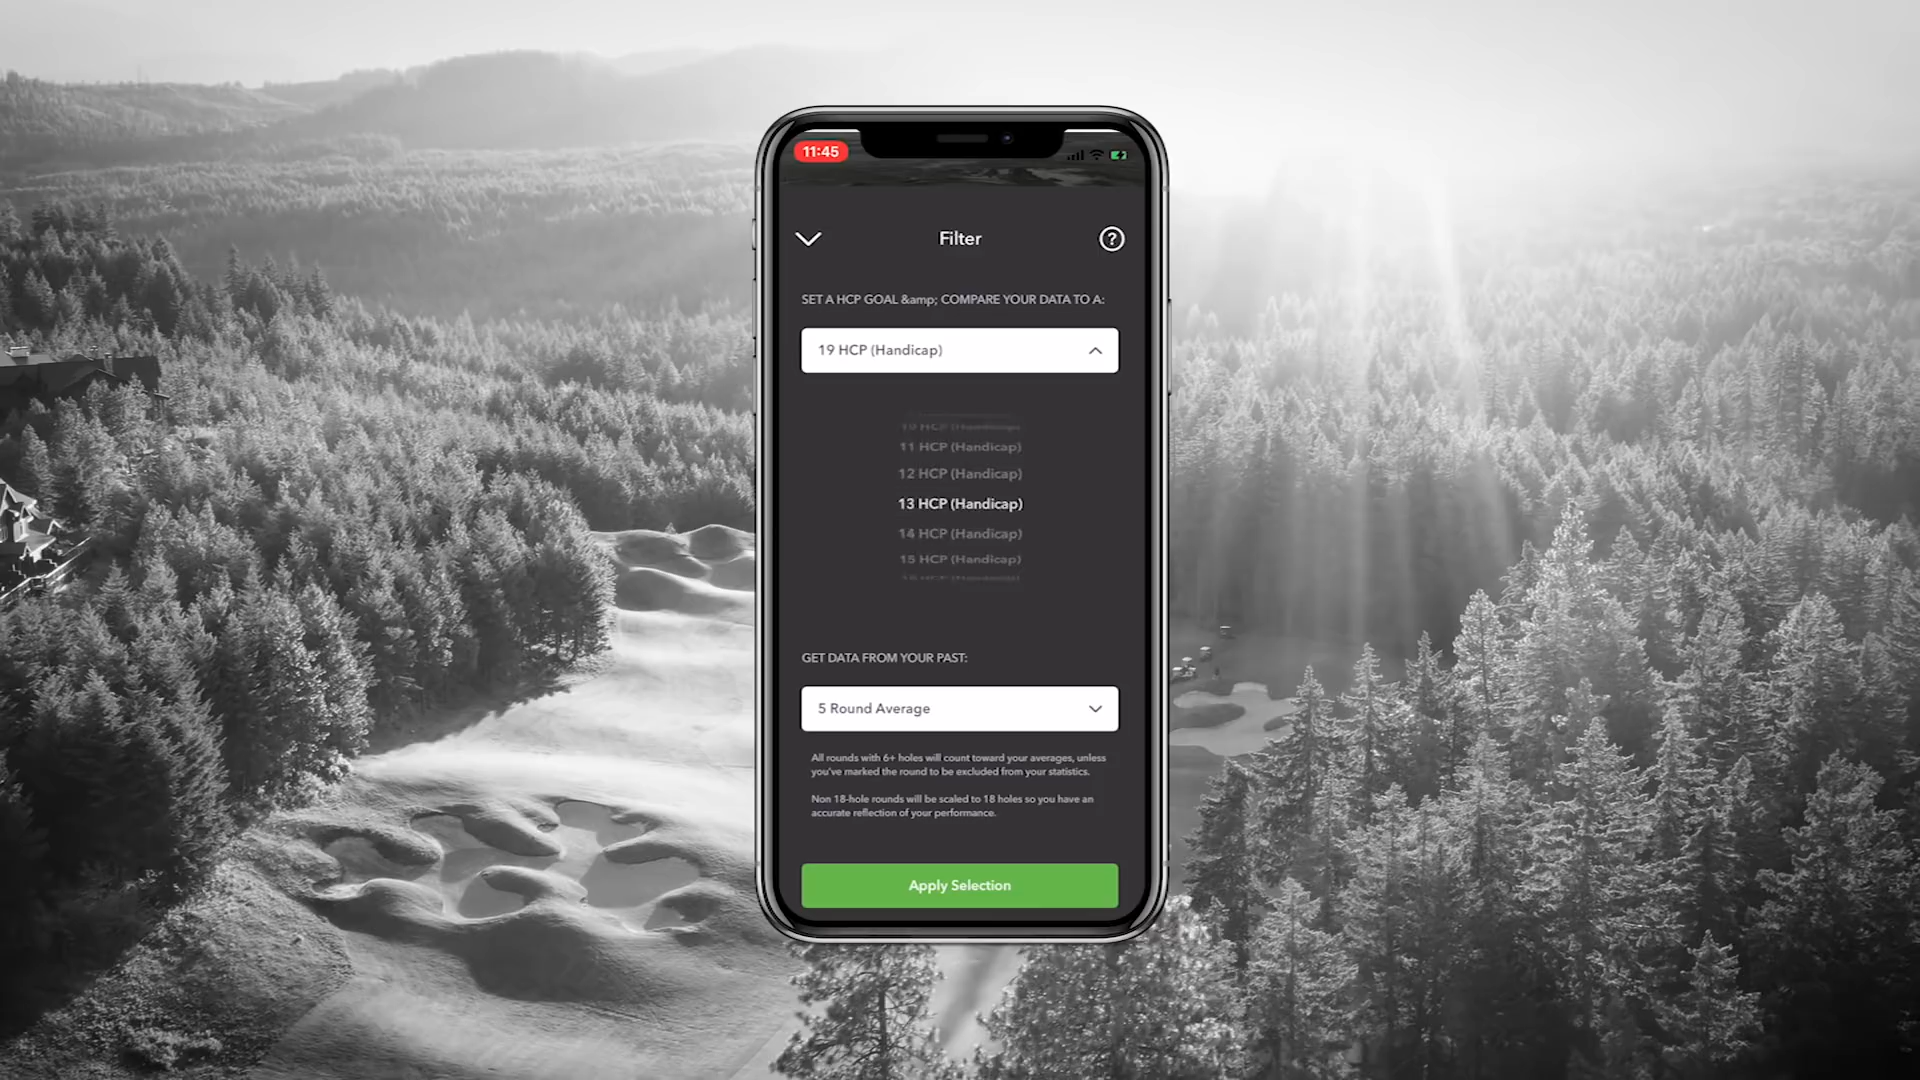 11:45
Filter
?
SET A HCP GOAL &amp; COMPARE YOUR DATA TO A:
19 HCP (Handicap)
10 HCP (Handicap)
11 HCP (Handicap)
12 HCP (Handicap)
13 HCP (Handicap)
14 HCP (Handicap)
15 HCP (Handicap)
GET DATA FROM YOUR PAST:
5 Round Average
All rounds with 6+ holes will count toward your averages, unless
you've marked the round to be excluded from your statistics.
Non 18-hole rounds will be scaled to 18 holes so you have an
accurate reflection of your performance.
Apply Selection